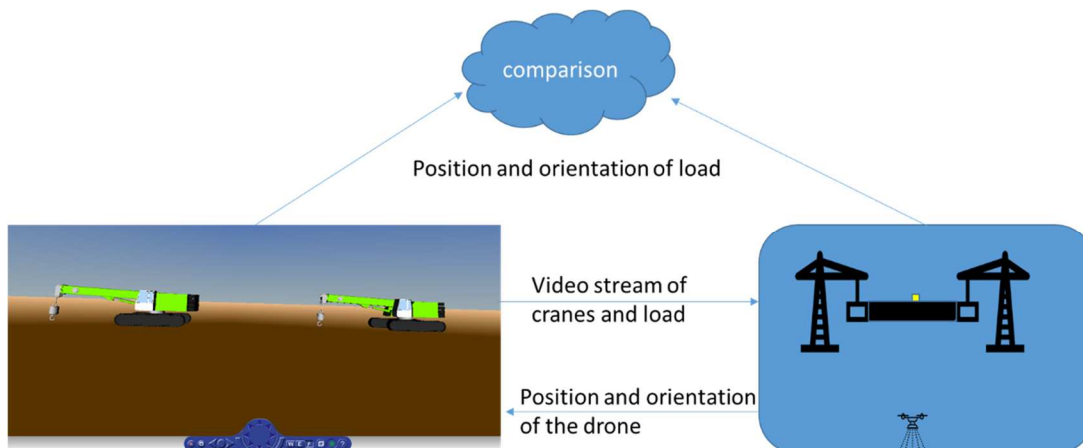 comparison
Position and orientation of load
Video stream of
cranes and load
Position and orientation
of the drone